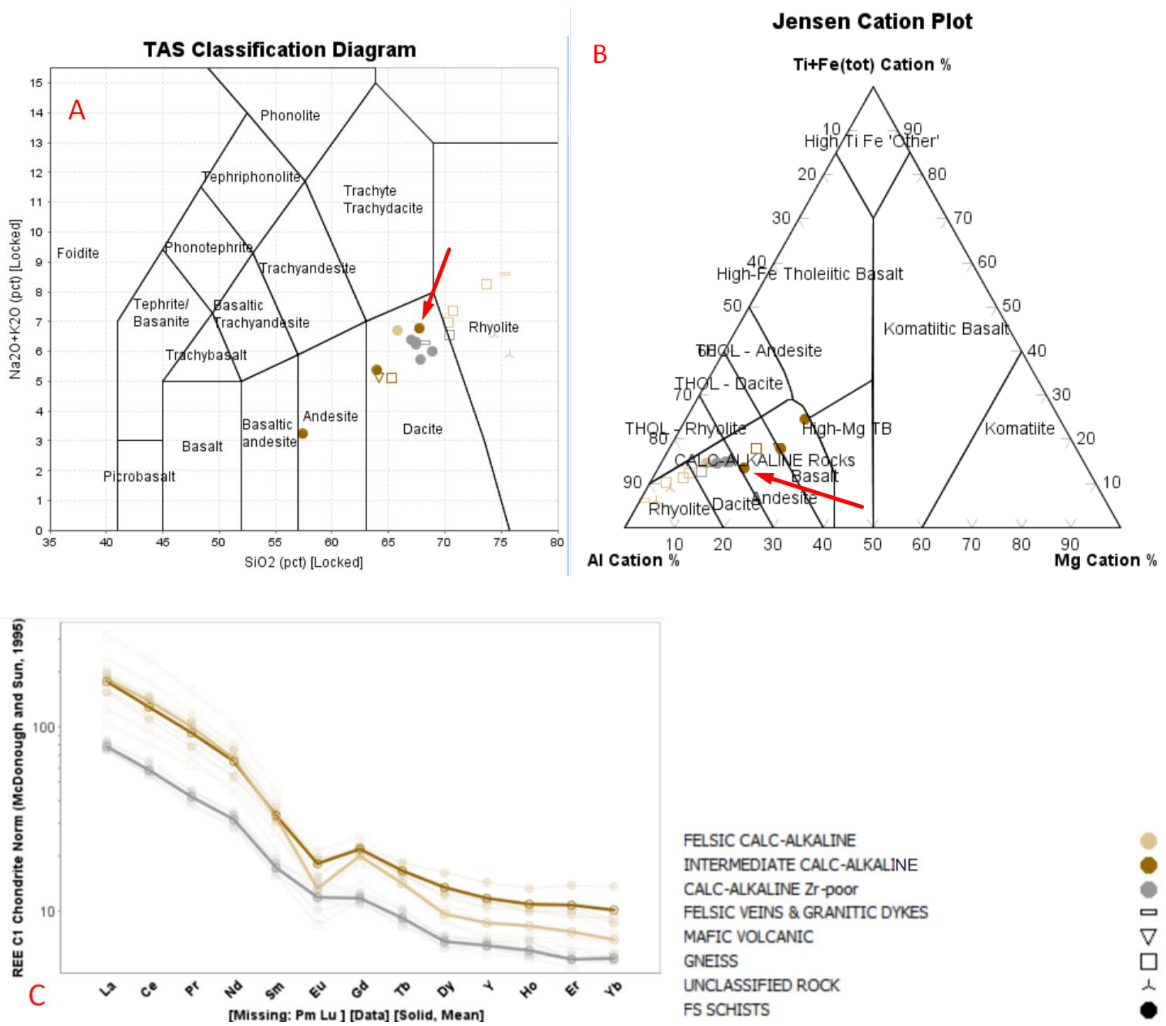 TAS Classification Diagram
A
Na2O+K2O (pct) [Locked]
15
14
13
12
11
10
9
8
7
6
5
4
3
2
1
0
Phonolite
Tephriphonolite
Trachyte
Trachydacite
Foidite
Phonotephrite
Trachyandesite
Tephrite/
Basanite
Basaltic
Trachyandesite
Rhyolite
Trachybasalt
Basaltic
andesite
Andesite
Dacite
Basalt
Picrobasalt
35 40 45 50 55 60 65 70 75 80
SiO2 (pct) [Locked]
Jensen Cation Plot
B
Ti+Fe(tot) Cation %
10 90
High Ti Fe 'Other'
20 80
30 70
High-Fe Tholeiitic Basalt
60
50 50
Komatiitic Basalt
THOL - Andesite
40
THOL - Dacite
70 30
THOL - Rhyolite
High-Mg TB
Komatiite
80 20
CALC-ALKALINE Rocks
Basalt
90 10
Rhyolite
Dacite
Andesite
10 20 30 40 50 60 70 80 90
Al Cation %
Mg Cation %
REE C1 Chondrite Norm (McDonough and Sun, 1995)
100
10
C
La Ce Pr Nd Sm Eu Gd Tb Dy Y Ho Er Yb
[Missing: Pm Lu ] [Data] [Solid, Mean]
FELSIC CALC-ALKALINE
INTERMEDIATE CALC-ALKALINE
CALC-ALKALINE Zr-poor
FELSIC VEINS & GRANITIC DYKES
MAFIC VOLCANIC
GNEISS
UNCLASSIFIED ROCK
FS SCHISTS